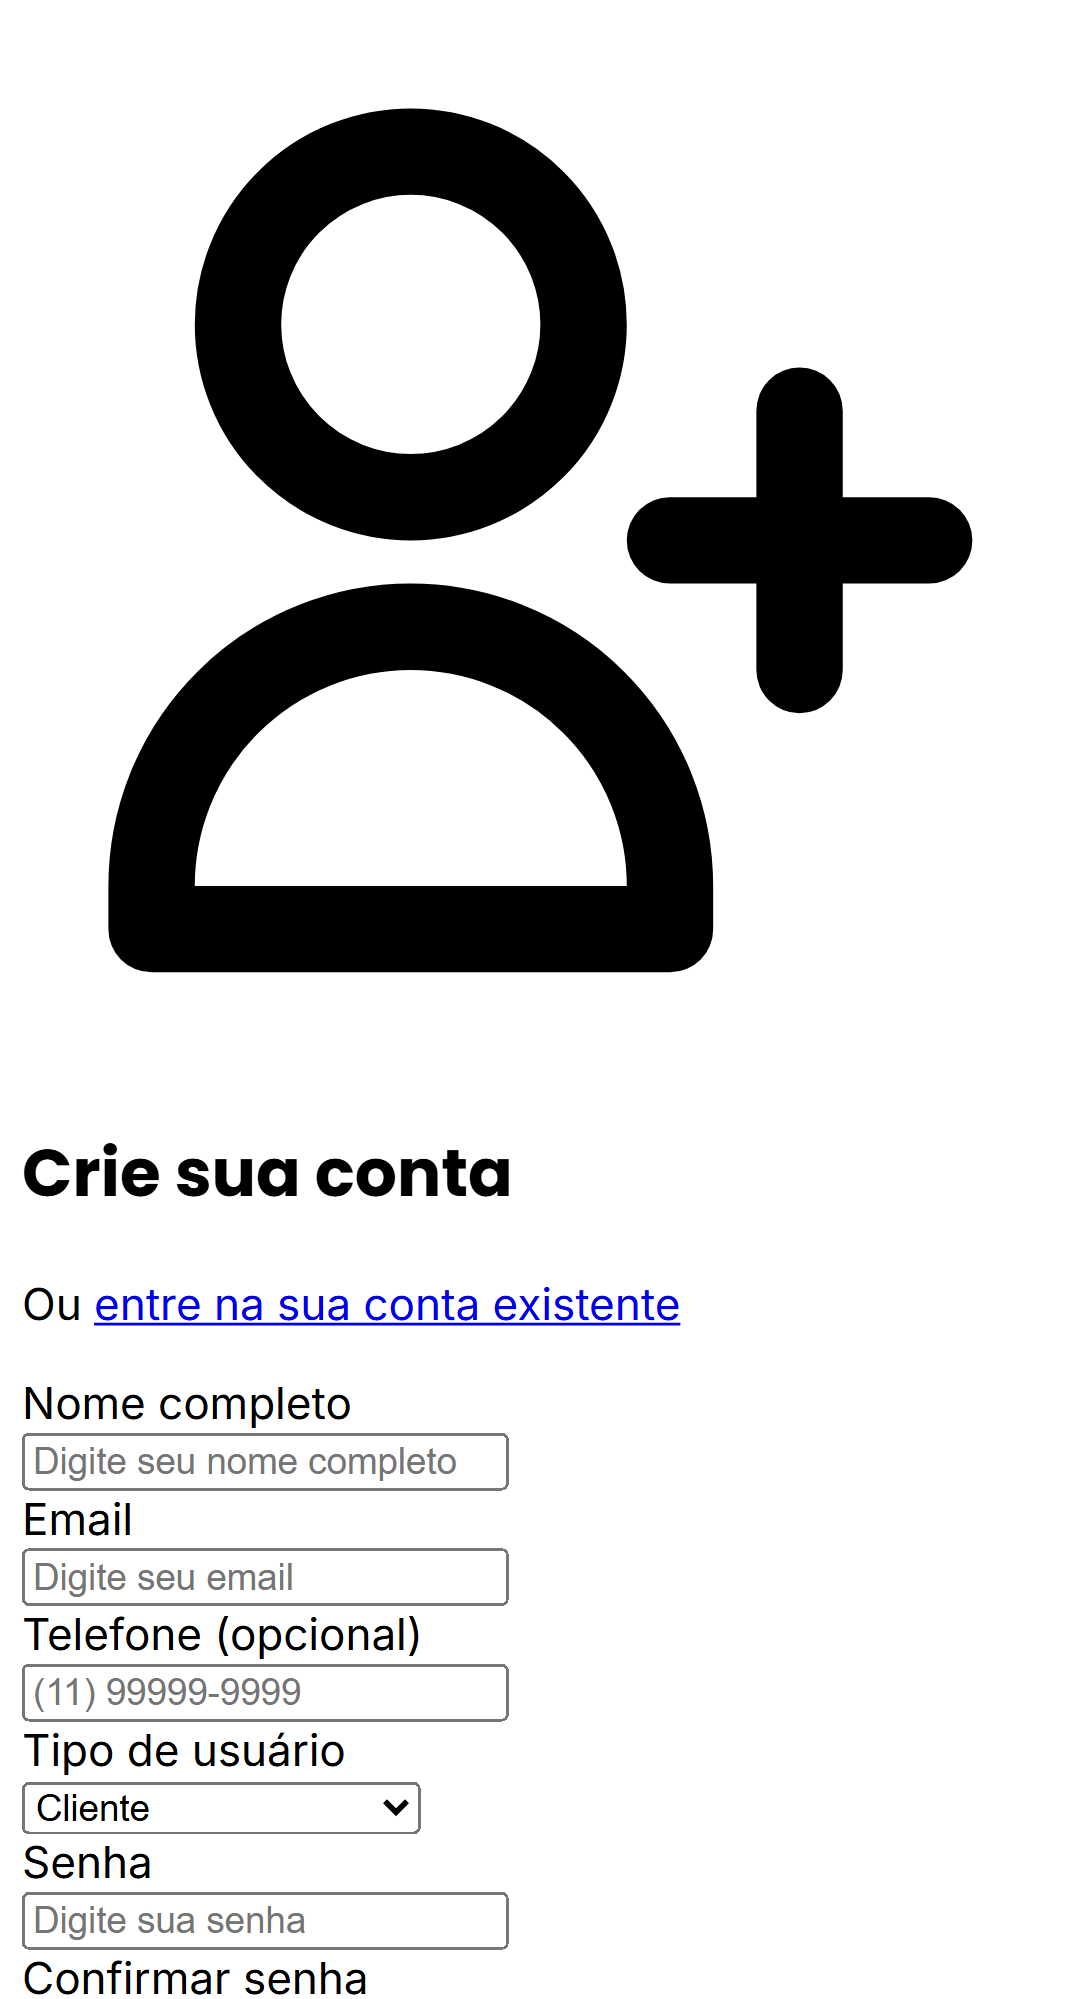 Crie sua conta
Ou entre na sua conta existente
Nome completo
Digite seu nome completo
Email
Digite seu email
Telefone (opcional)
(11) 99999-9999
Tipo de usuário
Cliente
Senha
Digite sua senha
Confirmar senha